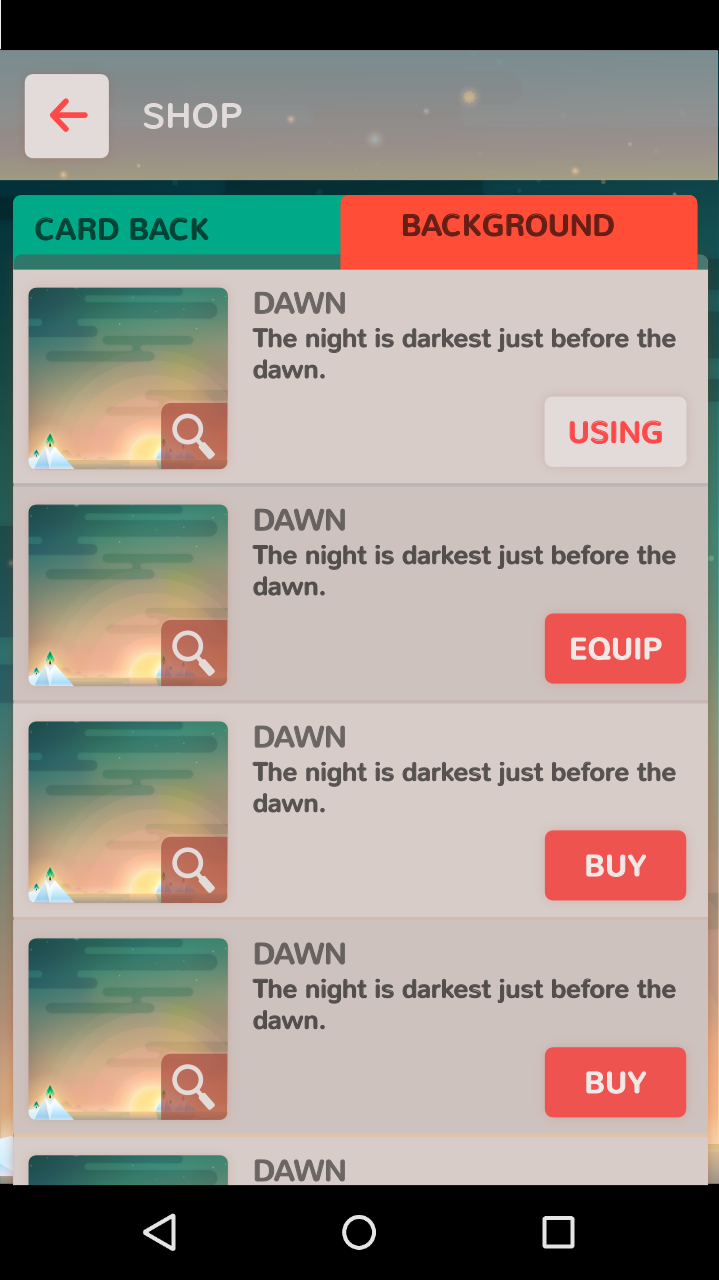 SHOP
CARD BACK
BACKGROUND
DAWN
The night is darkest just before the
dawn.
USING
DAWN
The night is darkest just before the
dawn.
EQUIP
DAWN
The night is darkest just before the
dawn.
BUY
DAWN
The night is darkest just before the
dawn.
BUY
DAWN